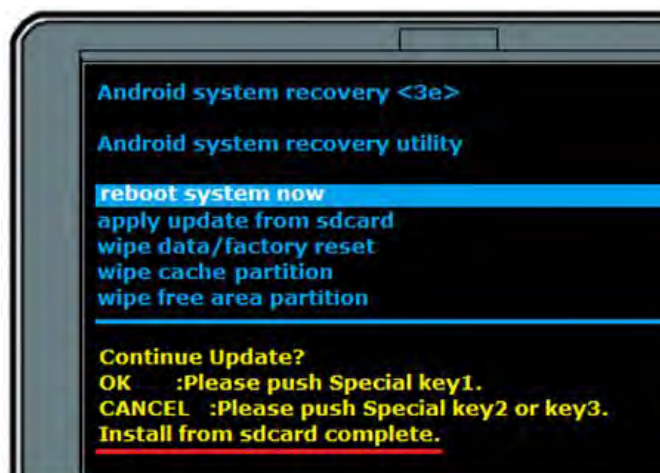 Android system recovery <3e>
Android system recovery utility
reboot system now
apply update from sdcard
wipe data/factory reset
wipe cache partition
wipe free area partition
Continue Update?
OK :Please push Special key1.
CANCEL :Please push Special key2 or key3.
Install from sdcard complete.